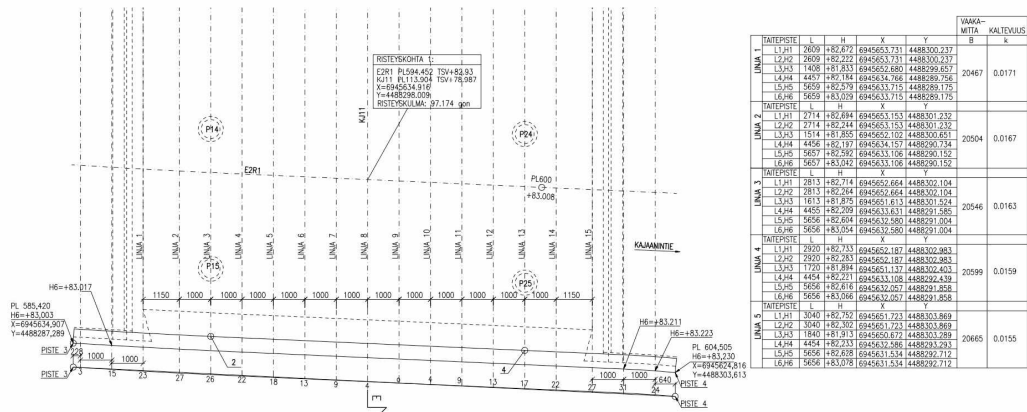 RISTEYSKOHTA 1:
E2R1 PL594.452 TSV+82.93
KJ11 PL113.904 TSV+78.987
X=6945634.916
Y=4488298.009
RISTEYSKULMA: 97.174 gon
KJ11
P14
P24
E2R1
PL600
+83.008
LINJA 1
LINJA 2
LINJA 3
LINJA 4
LINJA 5
LINJA 6
LINJA 7
LINJA 8
LINJA 9
LINJA 10
LINJA 11
LINJA 12
LINJA 13
LINJA 14
LINJA 15
KAJAAMINTIE
P15
P25
1150 1000 1000 1000 1000 1000 1000 1000 1000 1000 1000 1000 1000 1150
H6=+83.017
PL 585,420
H6=+83,003
X=6945634,907
Y=4488287,289
H6=+83.211
H6=+83.223
PL 604,505
H6=+83,230
X=6945624,816
Y=4488303,613
PISTE 3
228
1000 1000
2
4
1000 1000
640
PISTE 4
PISTE 3
3 15 23 27 26 22 18 13 9 4 6 6 9 13 17 22 27 31 24
PISTE 4
E
VAAKA-
MITTA KALTEVUUS
TAITEPISTE L H X Y B k
LINJA 1
L1,H1 2609 +82,672 6945653.731 4488300.237
L2,H2 2609 +82,222 6945653.731 4488300.237
L3,H3 1408 +81,833 6945652.680 4488299.657
L4,H4 4457 +82,184 6945634.766 4488289.756
L5,H5 5659 +82,579 6945633.715 4488289.175
L6,H6 5659 +83,029 6945633.715 4488289.175
20467 0.0171
LINJA 2
TAITEPISTE L H X Y
L1,H1 2714 +82,694 6945653.153 4488301.232
L2,H2 2714 +82,244 6945653.153 4488301.232
L3,H3 1514 +81,855 6945652.102 4488300.651
L4,H4 4456 +82,197 6945634.157 4488290.734
L5,H5 5657 +82,592 6945633.106 4488290.152
L6,H6 5657 +83,042 6945633.106 4488290.152
20504 0.0167
LINJA 3
TAITEPISTE L H X Y
L1,H1 2813 +82,714 6945652.664 4488302.104
L2,H2 2813 +82,264 6945652.664 4488302.104
L3,H3 1613 +81,875 6945651.613 4488301.524
L4,H4 4455 +82,209 6945633.631 4488291.585
L5,H5 5656 +82,604 6945632.580 4488291.004
L6,H6 5656 +83,054 6945632.580 4488291.004
20546 0.0163
LINJA 4
TAITEPISTE L H X Y
L1,H1 2920 +82,733 6945652.187 4488302.983
L2,H2 2920 +82,283 6945652.187 4488302.983
L3,H3 1720 +81,894 6945651.137 4488302.403
L4,H4 4454 +82,221 6945633.108 4488292.439
L5,H5 5656 +82,616 6945632.057 4488291.858
L6,H6 5656 +83,066 6945632.057 4488291.858
20599 0.0159
LINJA 5
TAITEPISTE L H X Y
L1,H1 3040 +82,752 6945651.723 4488303.869
L2,H2 3040 +82,302 6945651.723 4488303.869
L3,H3 1840 +81,913 6945650.672 4488303.289
L4,H4 4454 +82,233 6945632.586 4488293.293
L5,H5 5656 +82,628 6945631.534 4488292.712
L6,H6 5656 +83,078 6945631.534 4488292.712
20665 0.0155